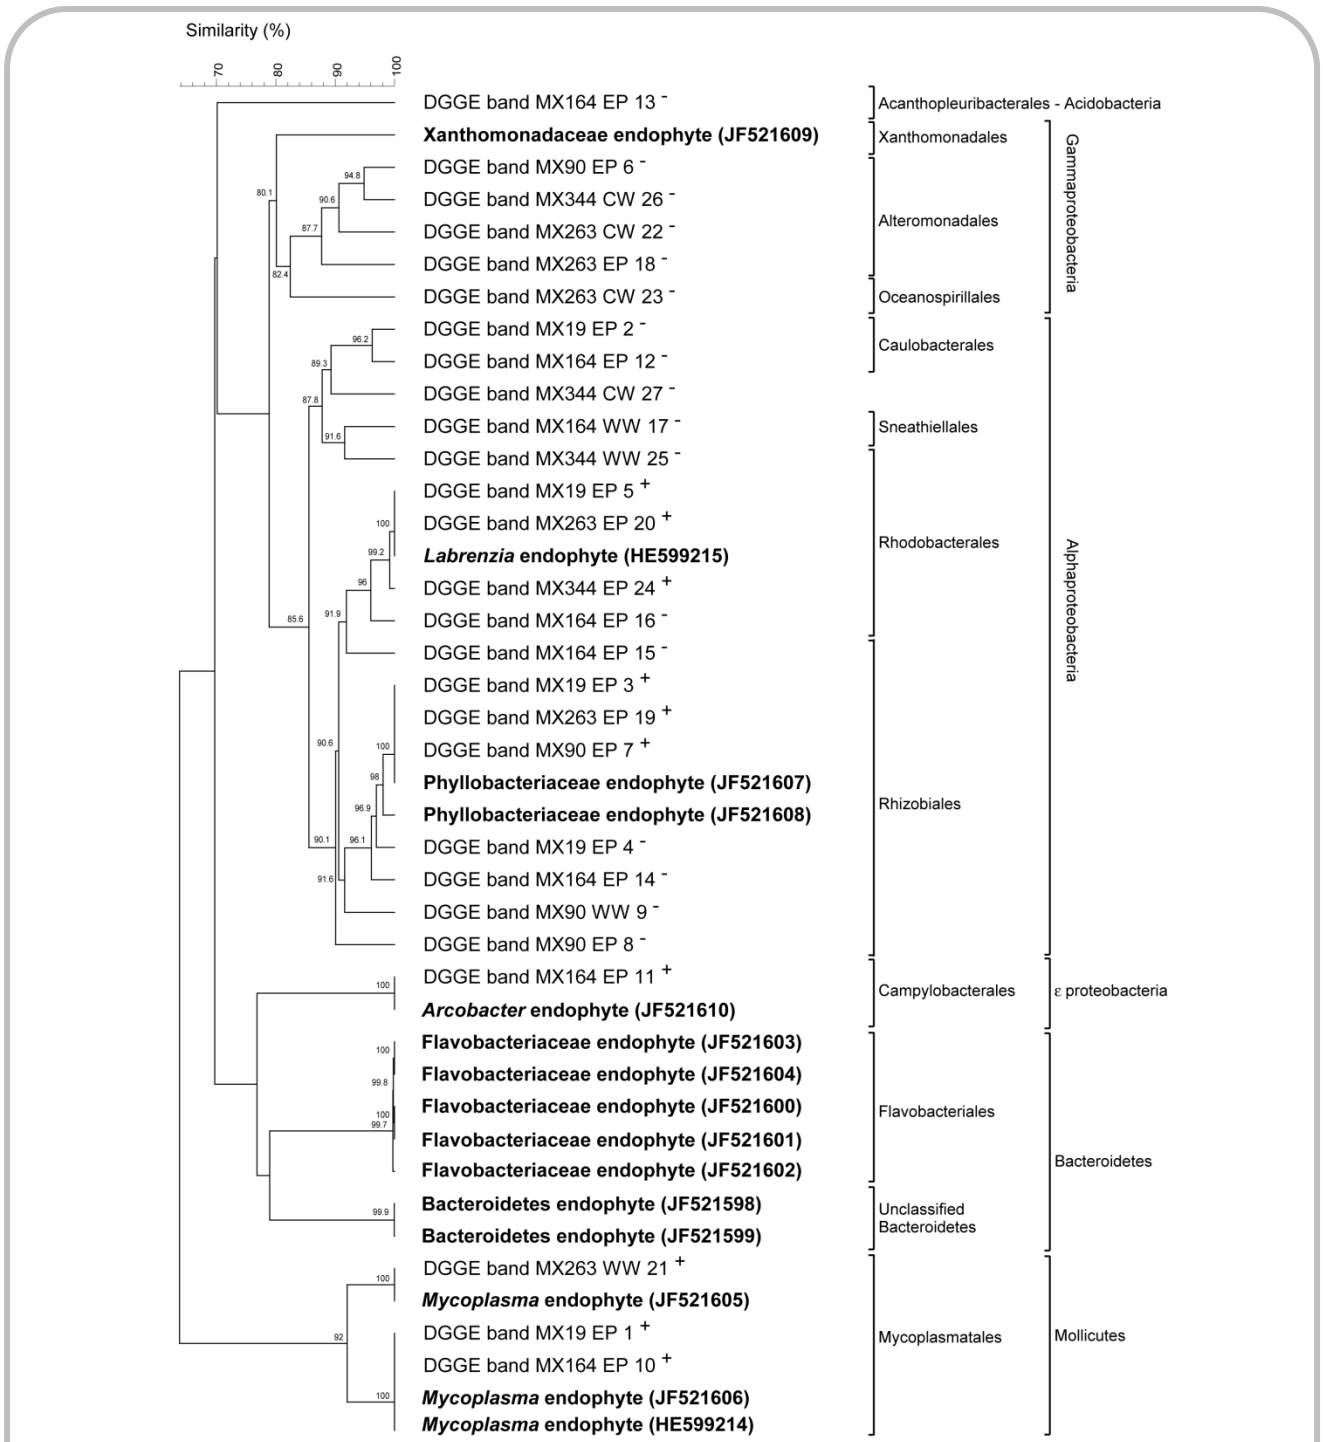 Similarity (%)
70
80
90
100
DGGE band MX164 EP 13 -
Acanthopleuribacterales - Acidobacteria
Xanthomonadaceae endophyte (JF521609)
Xanthomonadales
DGGE band MX90 EP 6 -
94.8
80.1
DGGE band MX344 CW 26 -
90.6
Alteromonadales
Gammaproteobacteria
DGGE band MX263 CW 22 -
87.7
DGGE band MX263 EP 18 -
82.4
DGGE band MX263 CW 23 -
Oceanospirillales
DGGE band MX19 EP 2 -
96.2
Caulobacterales
DGGE band MX164 EP 12 -
89.3
DGGE band MX344 CW 27 -
87.8
DGGE band MX164 WW 17 -
Sneathiellales
91.6
DGGE band MX344 WW 25 -
DGGE band MX19 EP 5 +
100
DGGE band MX263 EP 20 +
Rhodobacterales
99.2
Labrenzia endophyte (HE599215)
96
DGGE band MX344 EP 24 +
91.9
85.6
DGGE band MX164 EP 16 -
Alphaproteobacteria
DGGE band MX164 EP 15 -
DGGE band MX19 EP 3 +
DGGE band MX263 EP 19 +
90.6
100
DGGE band MX90 EP 7 +
98
Phyllobacteriaceae endophyte (JF521607)
Rhizobiales
96.9
Phyllobacteriaceae endophyte (JF521608)
90.1
96.1
DGGE band MX19 EP 4 -
91.6
DGGE band MX164 EP 14 -
DGGE band MX90 WW 9 -
DGGE band MX90 EP 8 -
DGGE band MX164 EP 11 +
100
Campylobacterales
ε proteobacteria
Arcobacter endophyte (JF521610)
Flavobacteriaceae endophyte (JF521603)
100
Flavobacteriaceae endophyte (JF521604)
99.8
Flavobacteriaceae endophyte (JF521600)
Flavobacteriales
100
99.7
Flavobacteriaceae endophyte (JF521601)
Bacteroidetes
Flavobacteriaceae endophyte (JF521602)
Bacteroidetes endophyte (JF521598)
99.9
Unclassified
Bacteroidetes
Bacteroidetes endophyte (JF521599)
DGGE band MX263 WW 21 +
100
Mycoplasma endophyte (JF521605)
DGGE band MX19 EP 1 +
92
Mycoplasmatales
Mollicutes
DGGE band MX164 EP 10 +
100
Mycoplasma endophyte (JF521606)
Mycoplasma endophyte (HE599214)